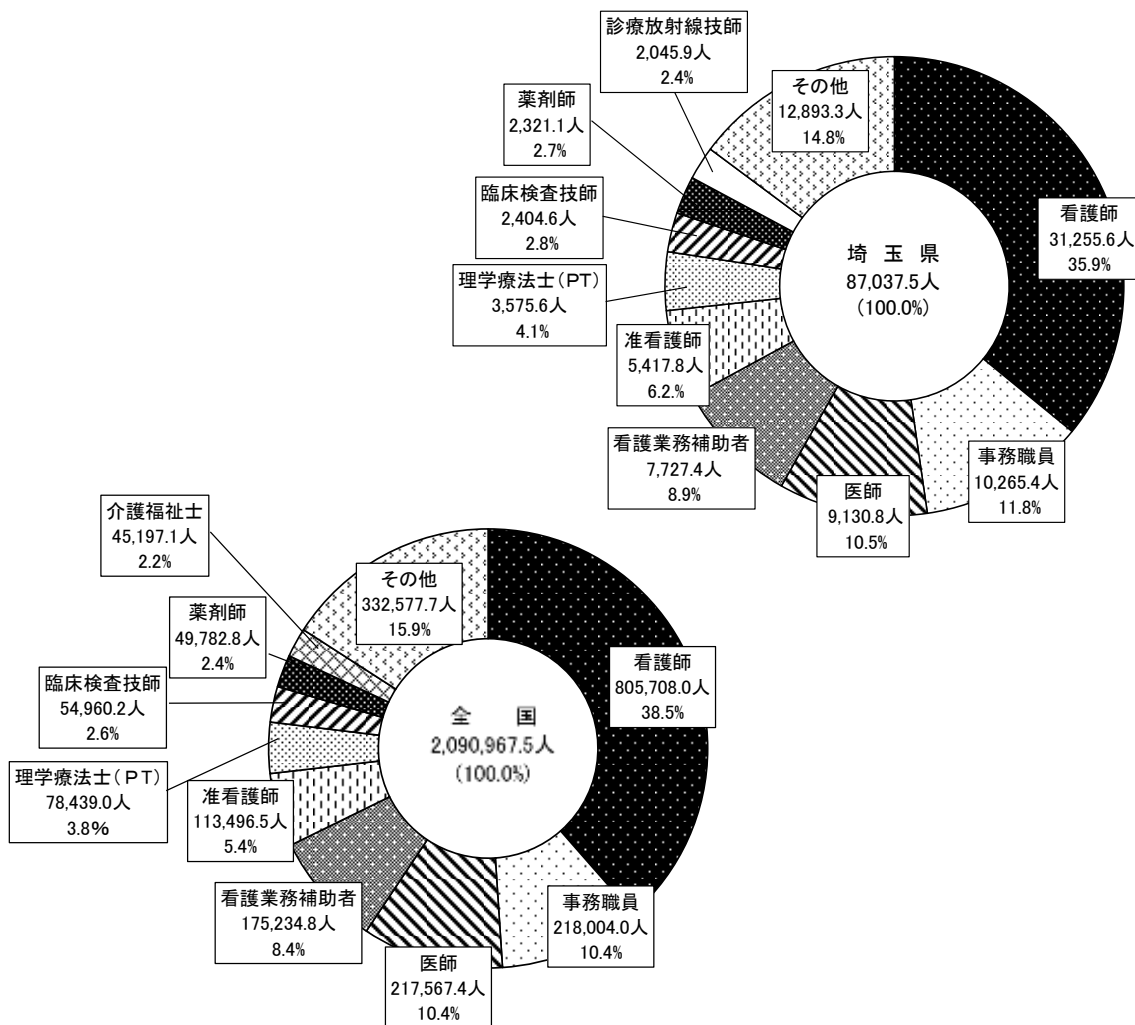 診療放射線技師
2,045.9人
2.4%
その他
12,893.3人
14.8%
薬剤師
2,321.1人
2.7%
臨床検査技師
2,404.6人
2.8%
理学療法士(PT)
3,575.6人
4.1%
准看護師
5,417.8人
6.2.%
看護業務補助者
7,727.4人
8.9%
医師
9,130.8人
10.5%
事務職員
10,265.4人
11.8%
看護師
31,255.6人
35.9%
埼 玉 県
87,037.5人
(100.0%)
介護福祉士
45,197.1人
2.2%
その他
332,577.7人
15.9%
薬剤師
49,782.8人
2.4%
臨床検査技師
54,960.2人
2.6%
理学療法士(PT)
78,439.0人
3.8%
准看護師
113,496.5人
5.4%
看護業務補助者
175,234.8人
8.4%
医師
217,567.4人
10.4%
事務職員
218,004.0人
10.4%
看護師
805,708.0人
38.5%
全 国
2,090,967.5人
(100.0%)